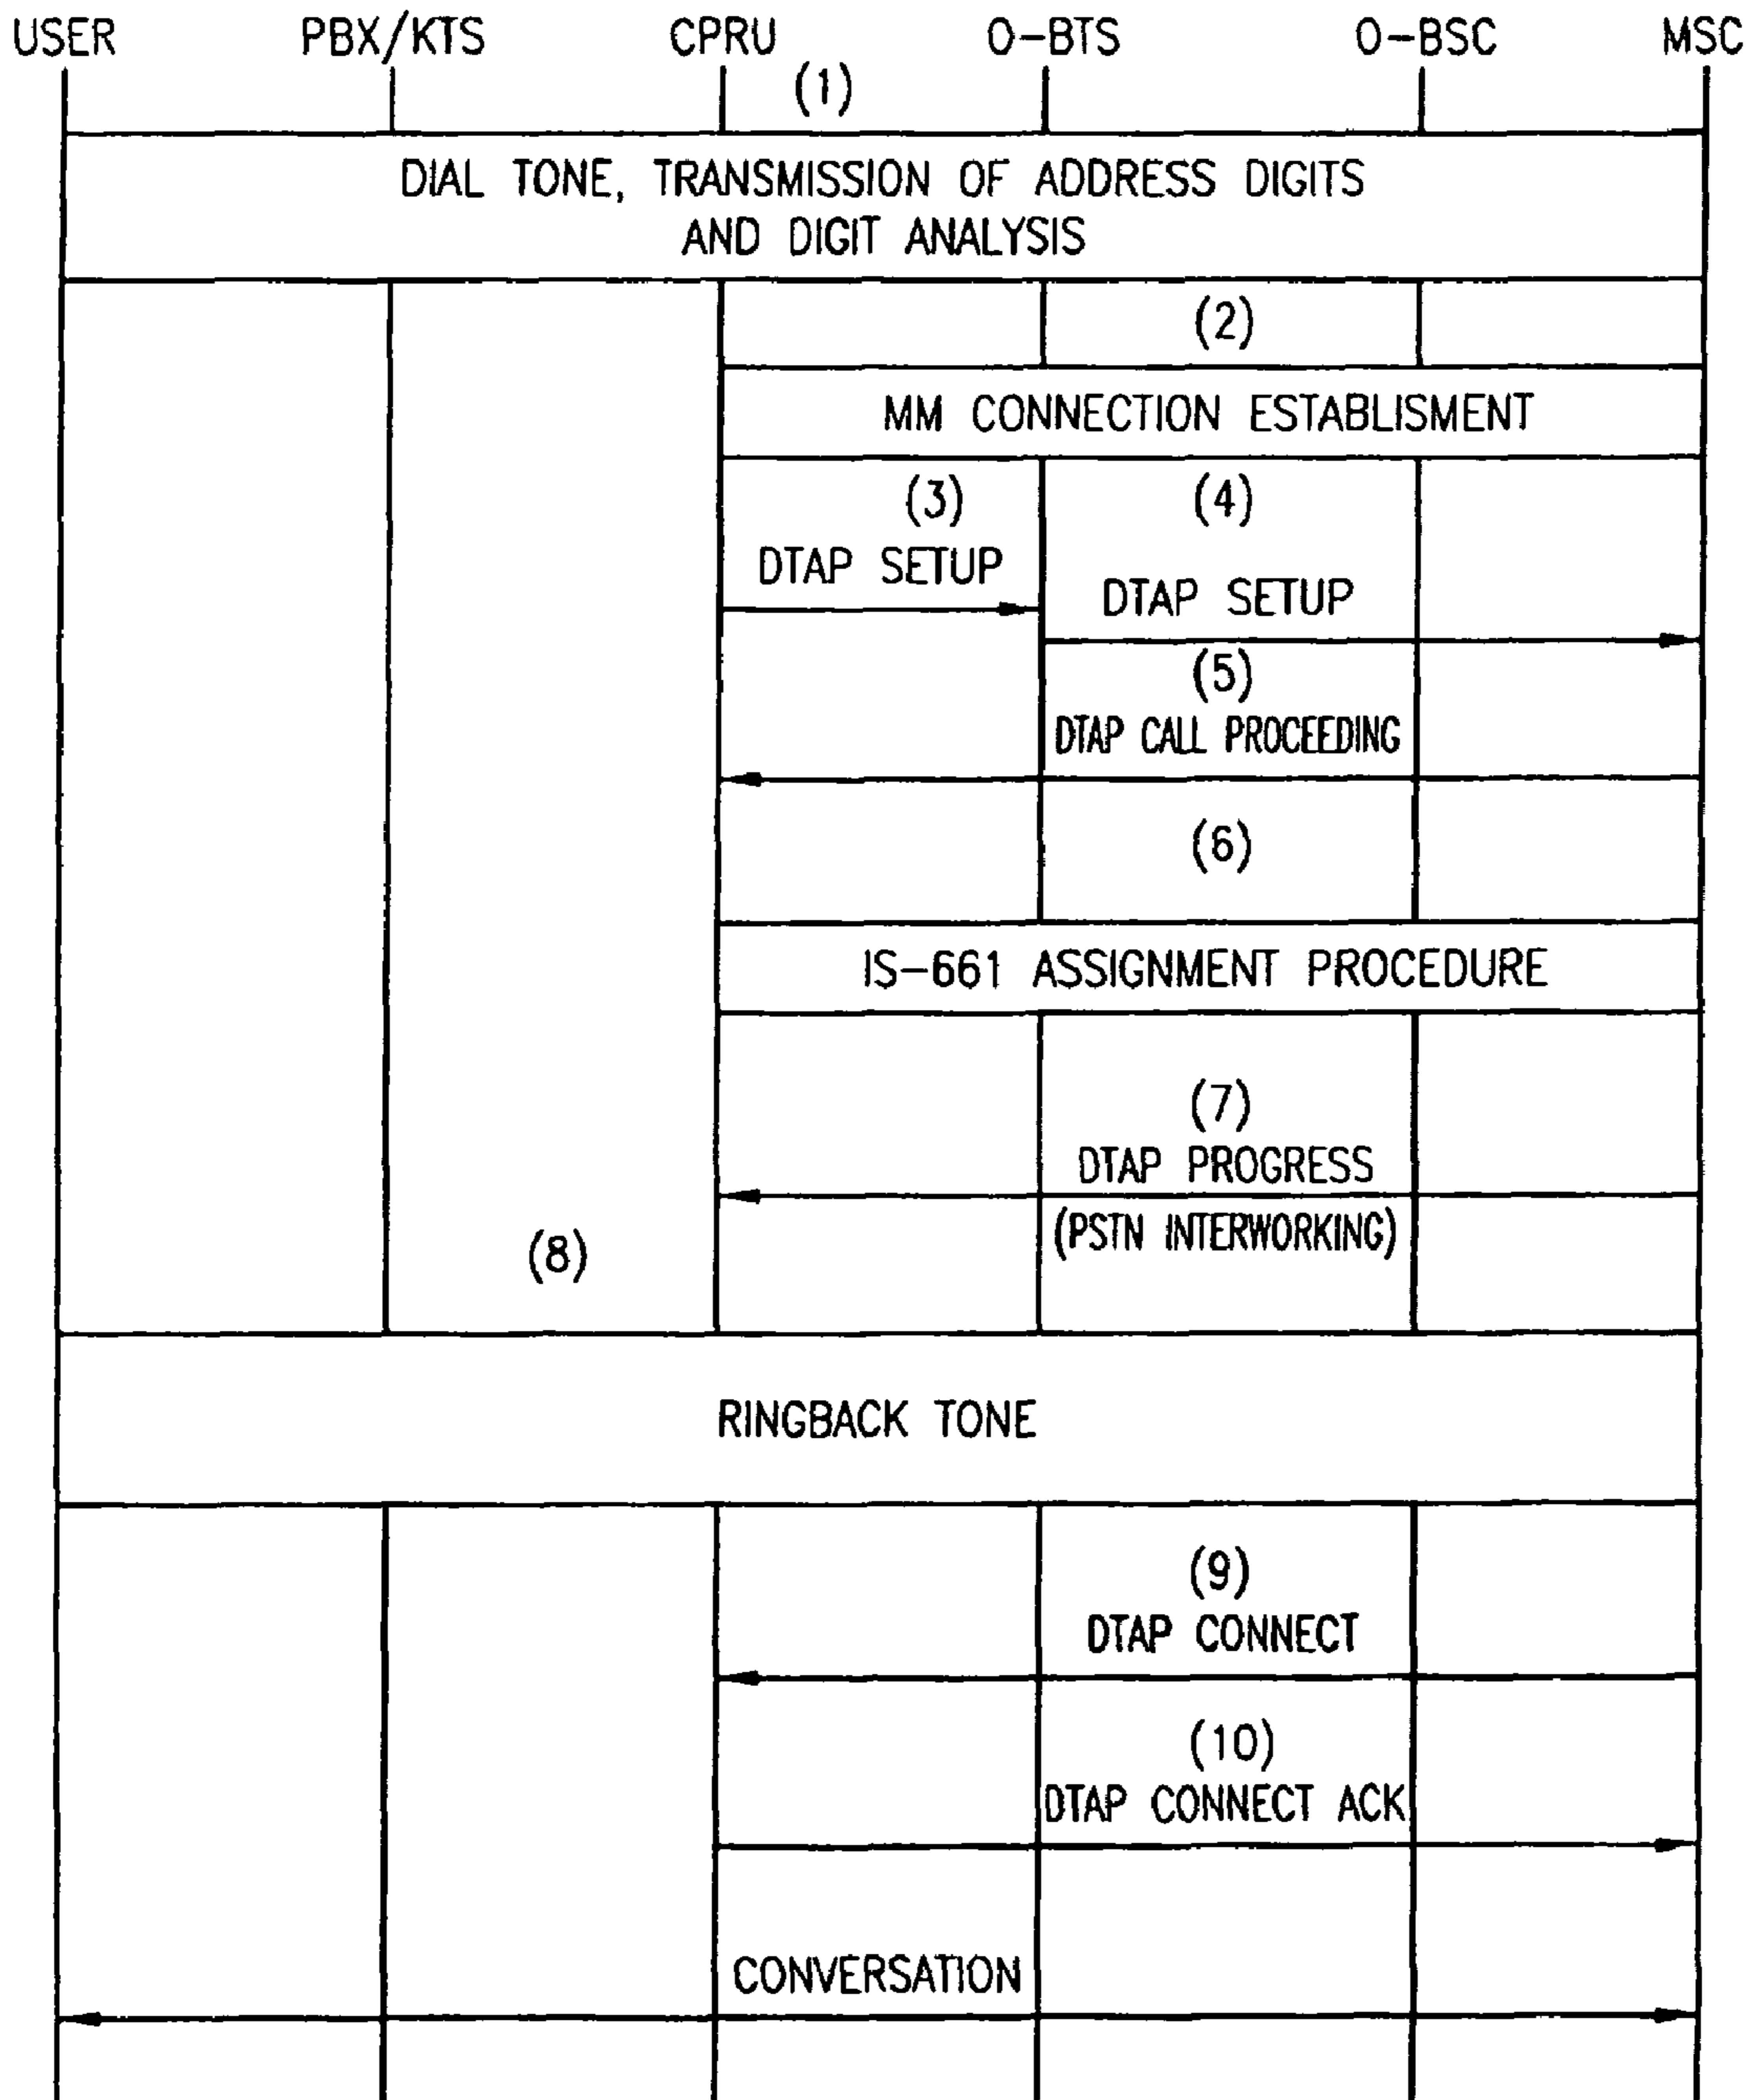 USER PBX/KTS CPRU O-BTS O-BSC MSC
(1)
DIAL TONE, TRANSMISSION OF ADDRESS DIGITS
AND DIGIT ANALYSIS
(2)
MM CONNECTION ESTABLISMENT
(3) (4)
DTAP SETUP
DTAP SETUP
(5)
DTAP CALL PROCEEDING
(6)
IS-661 ASSIGNMENT PROCEDURE
(7)
DTAP PROGRESS
(PSTN INTERWORKING)
(8)
RINGBACK TONE
(9)
DTAP CONNECT
(10)
DTAP CONNECT ACK
CONVERSATION